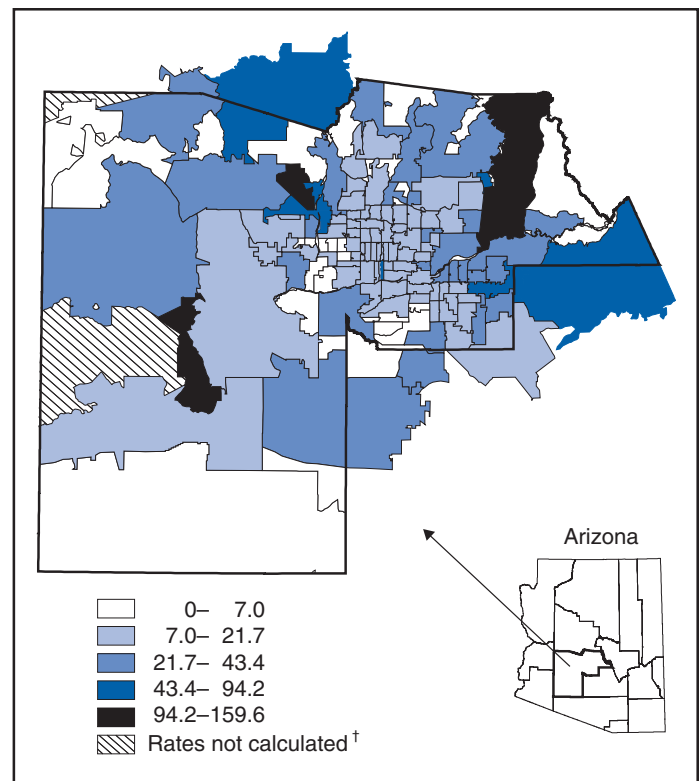 Arizona
0– 7.0
7.0– 21.7
21.7– 43.4
43.4– 94.2
94.2–159.6
Rates not calculated†